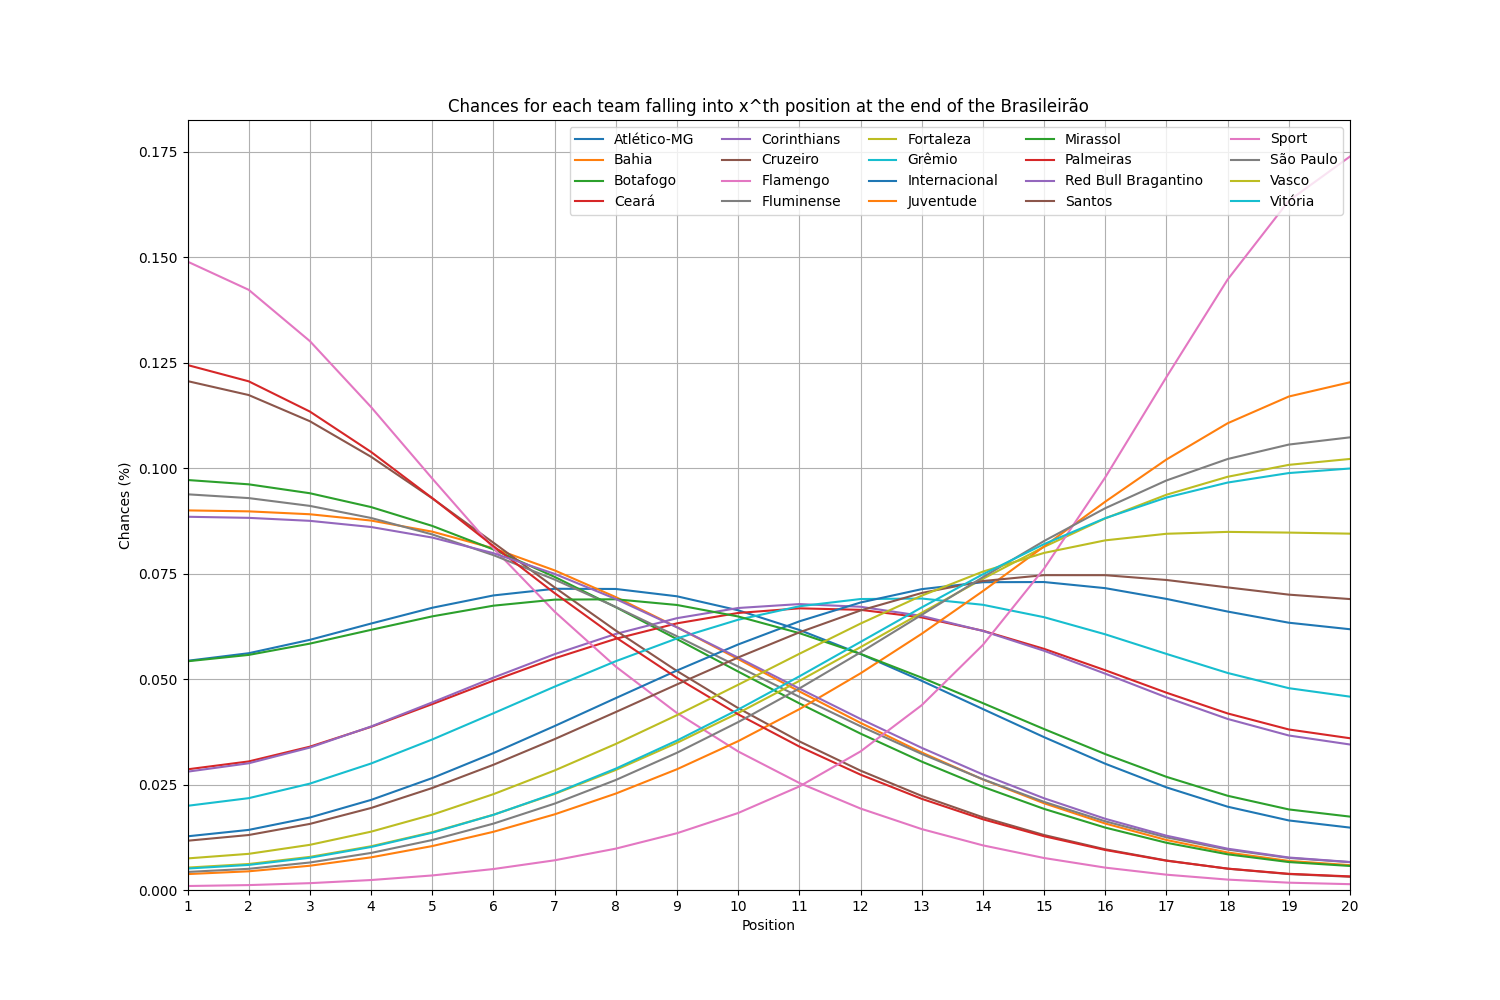 Chances for each team falling into x^th position at the end of the Brasileirão
Atlético-MG Corinthians Fortaleza Mirassol Sport
Bahia Cruzeiro Grêmio Palmeiras São Paulo
Botafogo Flamengo Internacional Red Bull Bragantino Vasco
Ceará Fluminense Juventude Santos Vitória
Chances (%)
0.175
0.150
0.125
0.100
0.075
0.050
0.025
0.000
1 2 3 4 5 6 7 8 9 10 11 12 13 14 15 16 17 18 19 20
Position